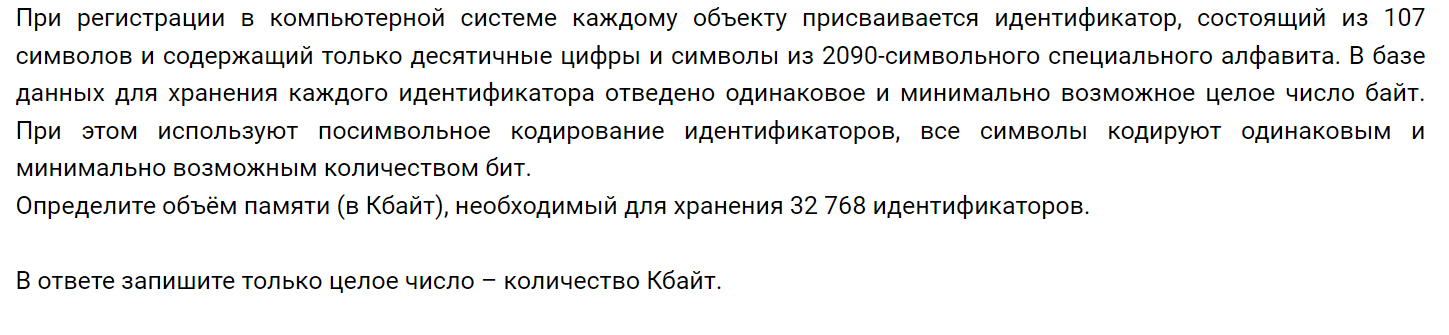 При регистрации в компьютерной системе каждому объекту присваивается идентификатор, состоящий из 107
символов и содержащий только десятичные цифры и символы из 2090-символьного специального алфавита. В базе
данных для хранения каждого идентификатора отведено одинаковое и минимально возможное целое число байт.
При этом используют посимвольное кодирование идентификаторов, все символы кодируют одинаковым и
минимально возможным количеством бит.
Определите объём памяти (в Кбайт), необходимый для хранения 32 768 идентификаторов.
В ответе запишите только целое число – количество Кбайт.